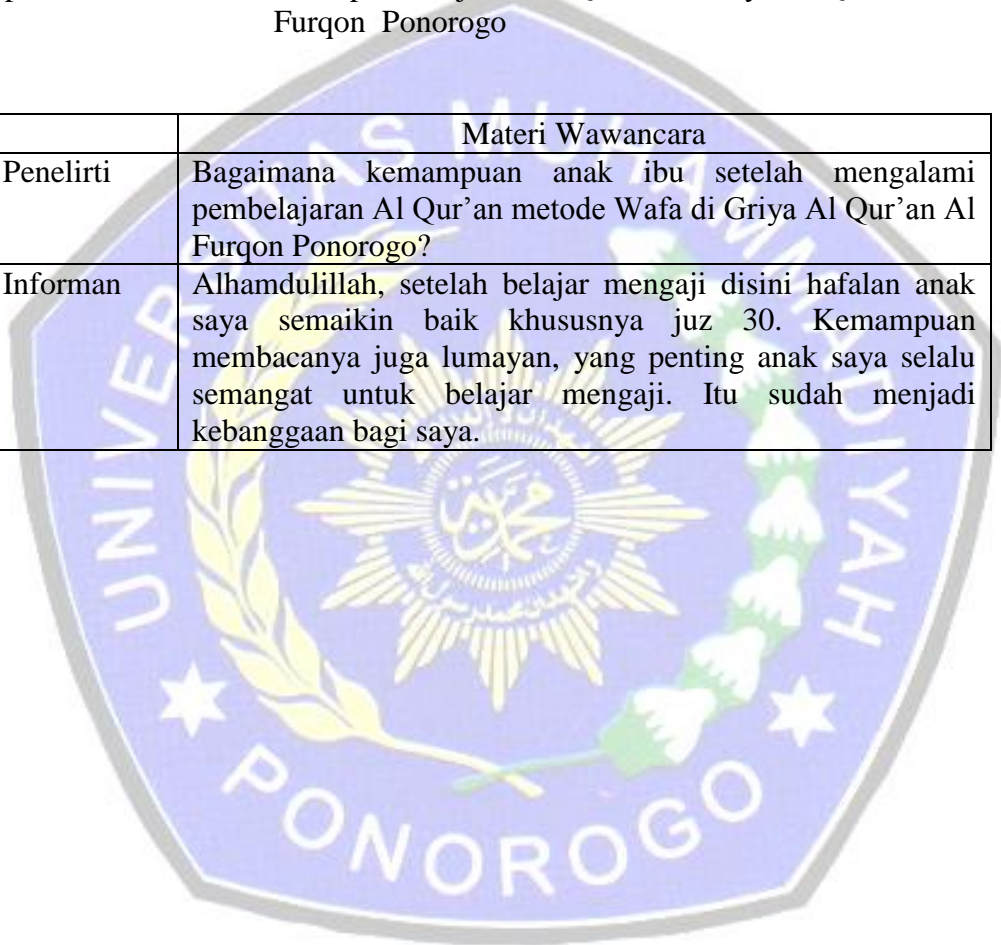 Furqon Ponorogo
Materi Wawancara
Penelirti
Bagaimana kemampuan anak ibu setelah mengalami
pembelajaran Al Qur'an metode Wafa di Griya Al Qur'an Al
Furqon Ponorogo?
Informan
Alhamdulillah, setelah belajar mengaji disini hafalan anak
saya semaikin baik khususnya juz 30. Kemampuan
membacanya juga lumayan, yang penting anak saya selalu
semangat untuk belajar mengaji. Itu sudah menjadi
kebanggaan bagi saya.
UNIVERSITAS MUHAMMADIYAH
PONOROGO
محمدية